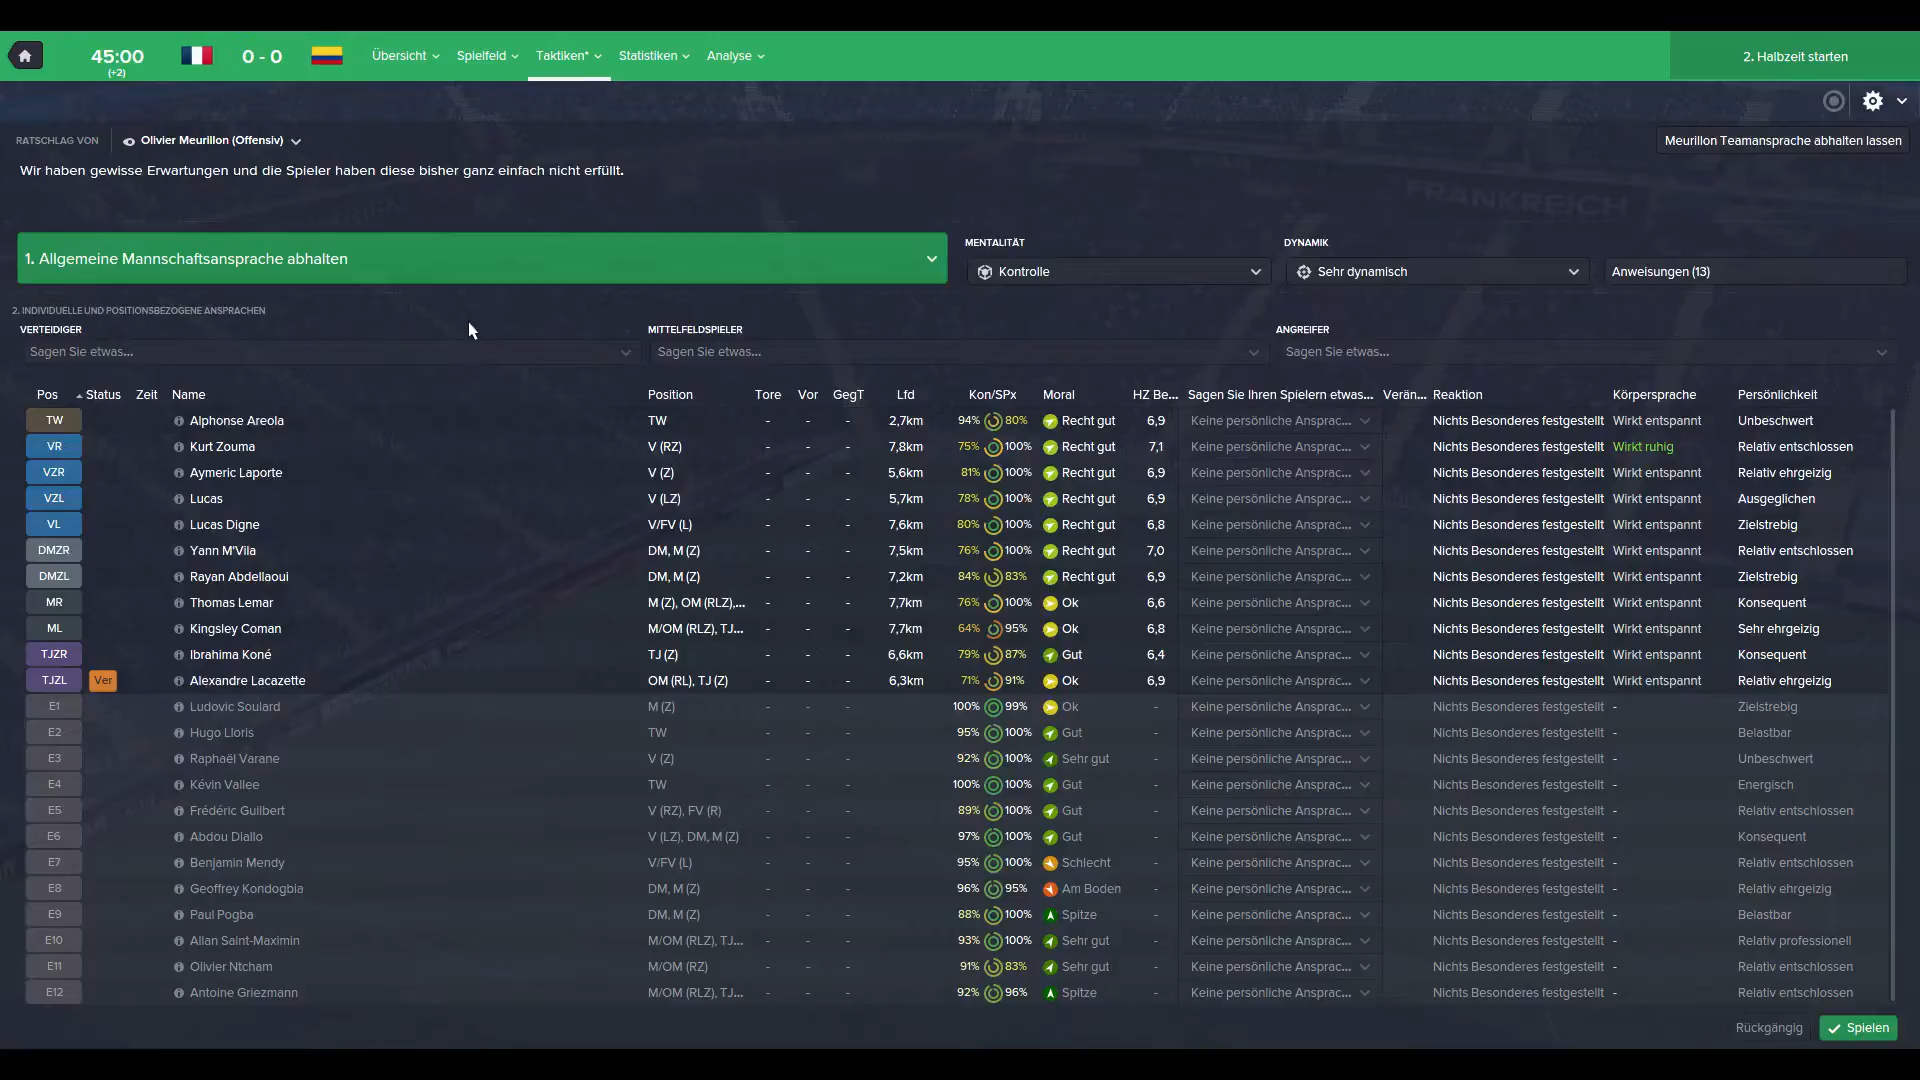 45:00
(+2)
0 - 0
Übersicht
Spielfeld
Taktiken*
Statistiken
Analyse
2. Halbzeit starten
RATSCHLAG VON
Olivier Meurillon (Offensiv)
Meurillon Teamansprache abhalten lassen
Wir haben gewisse Erwartungen und die Spieler haben diese bisher ganz einfach nicht erfüllt.
FRANKREICH
1. Allgemeine Mannschaftsansprache abhalten
MENTALITÄT
Kontrolle
DYNAMIK
Sehr dynamisch
Anweisungen (13)
2. INDIVIDUELLE UND POSITIONSBEZOGENE ANSPRACHEN
VERTEIDIGER
MITTELFELDSPIELER
ANGREIFER
Sagen Sie etwas...
Sagen Sie etwas...
Sagen Sie etwas...
Pos Status Zeit Name Position Tore Vor GegT Lfd Kon/SPx Moral HZ Be... Sagen Sie Ihren Spielern etwas... Verän... Reaktion Körpersprache Persönlichkeit
TW Alphonse Areola TW - - - 2,7km 94% 80% Recht gut 6,9 Keine persönliche Ansprac... Nichts Besonderes festgestellt Wirkt entspannt Unbeschwert
VR Kurt Zouma V (RZ) - - - 7,8km 75% 100% Recht gut 7,1 Keine persönliche Ansprac... Nichts Besonderes festgestellt Wirkt ruhig Relativ entschlossen
VZR Aymeric Laporte V (Z) - - - 5,6km 81% 100% Recht gut 6,9 Keine persönliche Ansprac... Nichts Besonderes festgestellt Wirkt entspannt Relativ ehrgeizig
VZL Lucas V (LZ) - - - 5,7km 78% 100% Recht gut 6,9 Keine persönliche Ansprac... Nichts Besonderes festgestellt Wirkt entspannt Ausgeglichen
VL Lucas Digne V/FV (L) - - - 7,6km 80% 100% Recht gut 6,8 Keine persönliche Ansprac... Nichts Besonderes festgestellt Wirkt entspannt Zielstrebig
DMZR Yann M'Vila DM, M (Z) - - - 7,5km 76% 100% Recht gut 7,0 Keine persönliche Ansprac... Nichts Besonderes festgestellt Wirkt entspannt Relativ entschlossen
DMZL Rayan Abdellaoui DM, M (Z) - - - 7,2km 84% 83% Recht gut 6,9 Keine persönliche Ansprac... Nichts Besonderes festgestellt Wirkt entspannt Zielstrebig
MR Thomas Lemar M (Z), OM (RLZ),... - - - 7,7km 76% 100% Ok 6,6 Keine persönliche Ansprac... Nichts Besonderes festgestellt Wirkt entspannt Konsequent
ML Kingsley Coman M/OM (RLZ), TJ... - - - 7,7km 64% 95% Ok 6,8 Keine persönliche Ansprac... Nichts Besonderes festgestellt Wirkt entspannt Sehr ehrgeizig
TJZR Ibrahima Koné TJ (Z) - - - 6,6km 79% 87% Gut 6,4 Keine persönliche Ansprac... Nichts Besonderes festgestellt Wirkt entspannt Konsequent
TJZL Ver Alexandre Lacazette OM (RL), TJ (Z) - - - 6,3km 71% 91% Ok 6,9 Keine persönliche Ansprac... Nichts Besonderes festgestellt Wirkt entspannt Relativ ehrgeizig
E1 Ludovic Soulard M (Z) - - - 100% 99% Ok - Keine persönliche Ansprac... Nichts Besonderes festgestellt - Zielstrebig
E2 Hugo Lloris TW - - - 95% 100% Gut - Keine persönliche Ansprac... Nichts Besonderes festgestellt - Belastbar
E3 Raphaël Varane V (Z) - - - 92% 100% Sehr gut - Keine persönliche Ansprac... Nichts Besonderes festgestellt - Unbeschwert
E4 Kévin Vallee TW - - - 100% 100% Gut - Keine persönliche Ansprac... Nichts Besonderes festgestellt - Energisch
E5 Frédéric Guilbert V (RZ), FV (R) - - - 89% 100% Gut - Keine persönliche Ansprac... Nichts Besonderes festgestellt - Relativ entschlossen
E6 Abdou Diallo V (LZ), DM, M (Z) - - - 97% 100% Gut - Keine persönliche Ansprac... Nichts Besonderes festgestellt - Konsequent
E7 Benjamin Mendy V/FV (L) - - - 95% 100% Schlecht - Keine persönliche Ansprac... Nichts Besonderes festgestellt - Relativ entschlossen
E8 Geoffrey Kondogbia DM, M (Z) - - - 96% 95% Am Boden - Keine persönliche Ansprac... Nichts Besonderes festgestellt - Relativ ehrgeizig
E9 Paul Pogba DM, M (Z) - - - 88% 100% Spitze - Keine persönliche Ansprac... Nichts Besonderes festgestellt - Belastbar
E10 Allan Saint-Maximin M/OM (RLZ), TJ... - - - 93% 100% Sehr gut - Keine persönliche Ansprac... Nichts Besonderes festgestellt - Relativ professionell
E11 Olivier Ntcham M/OM (RZ) - - - 91% 83% Sehr gut - Keine persönliche Ansprac... Nichts Besonderes festgestellt - Relativ entschlossen
E12 Antoine Griezmann M/OM (RLZ), TJ... - - - 92% 96% Spitze - Keine persönliche Ansprac... Nichts Besonderes festgestellt - Relativ entschlossen
Rückgängig
Spielen